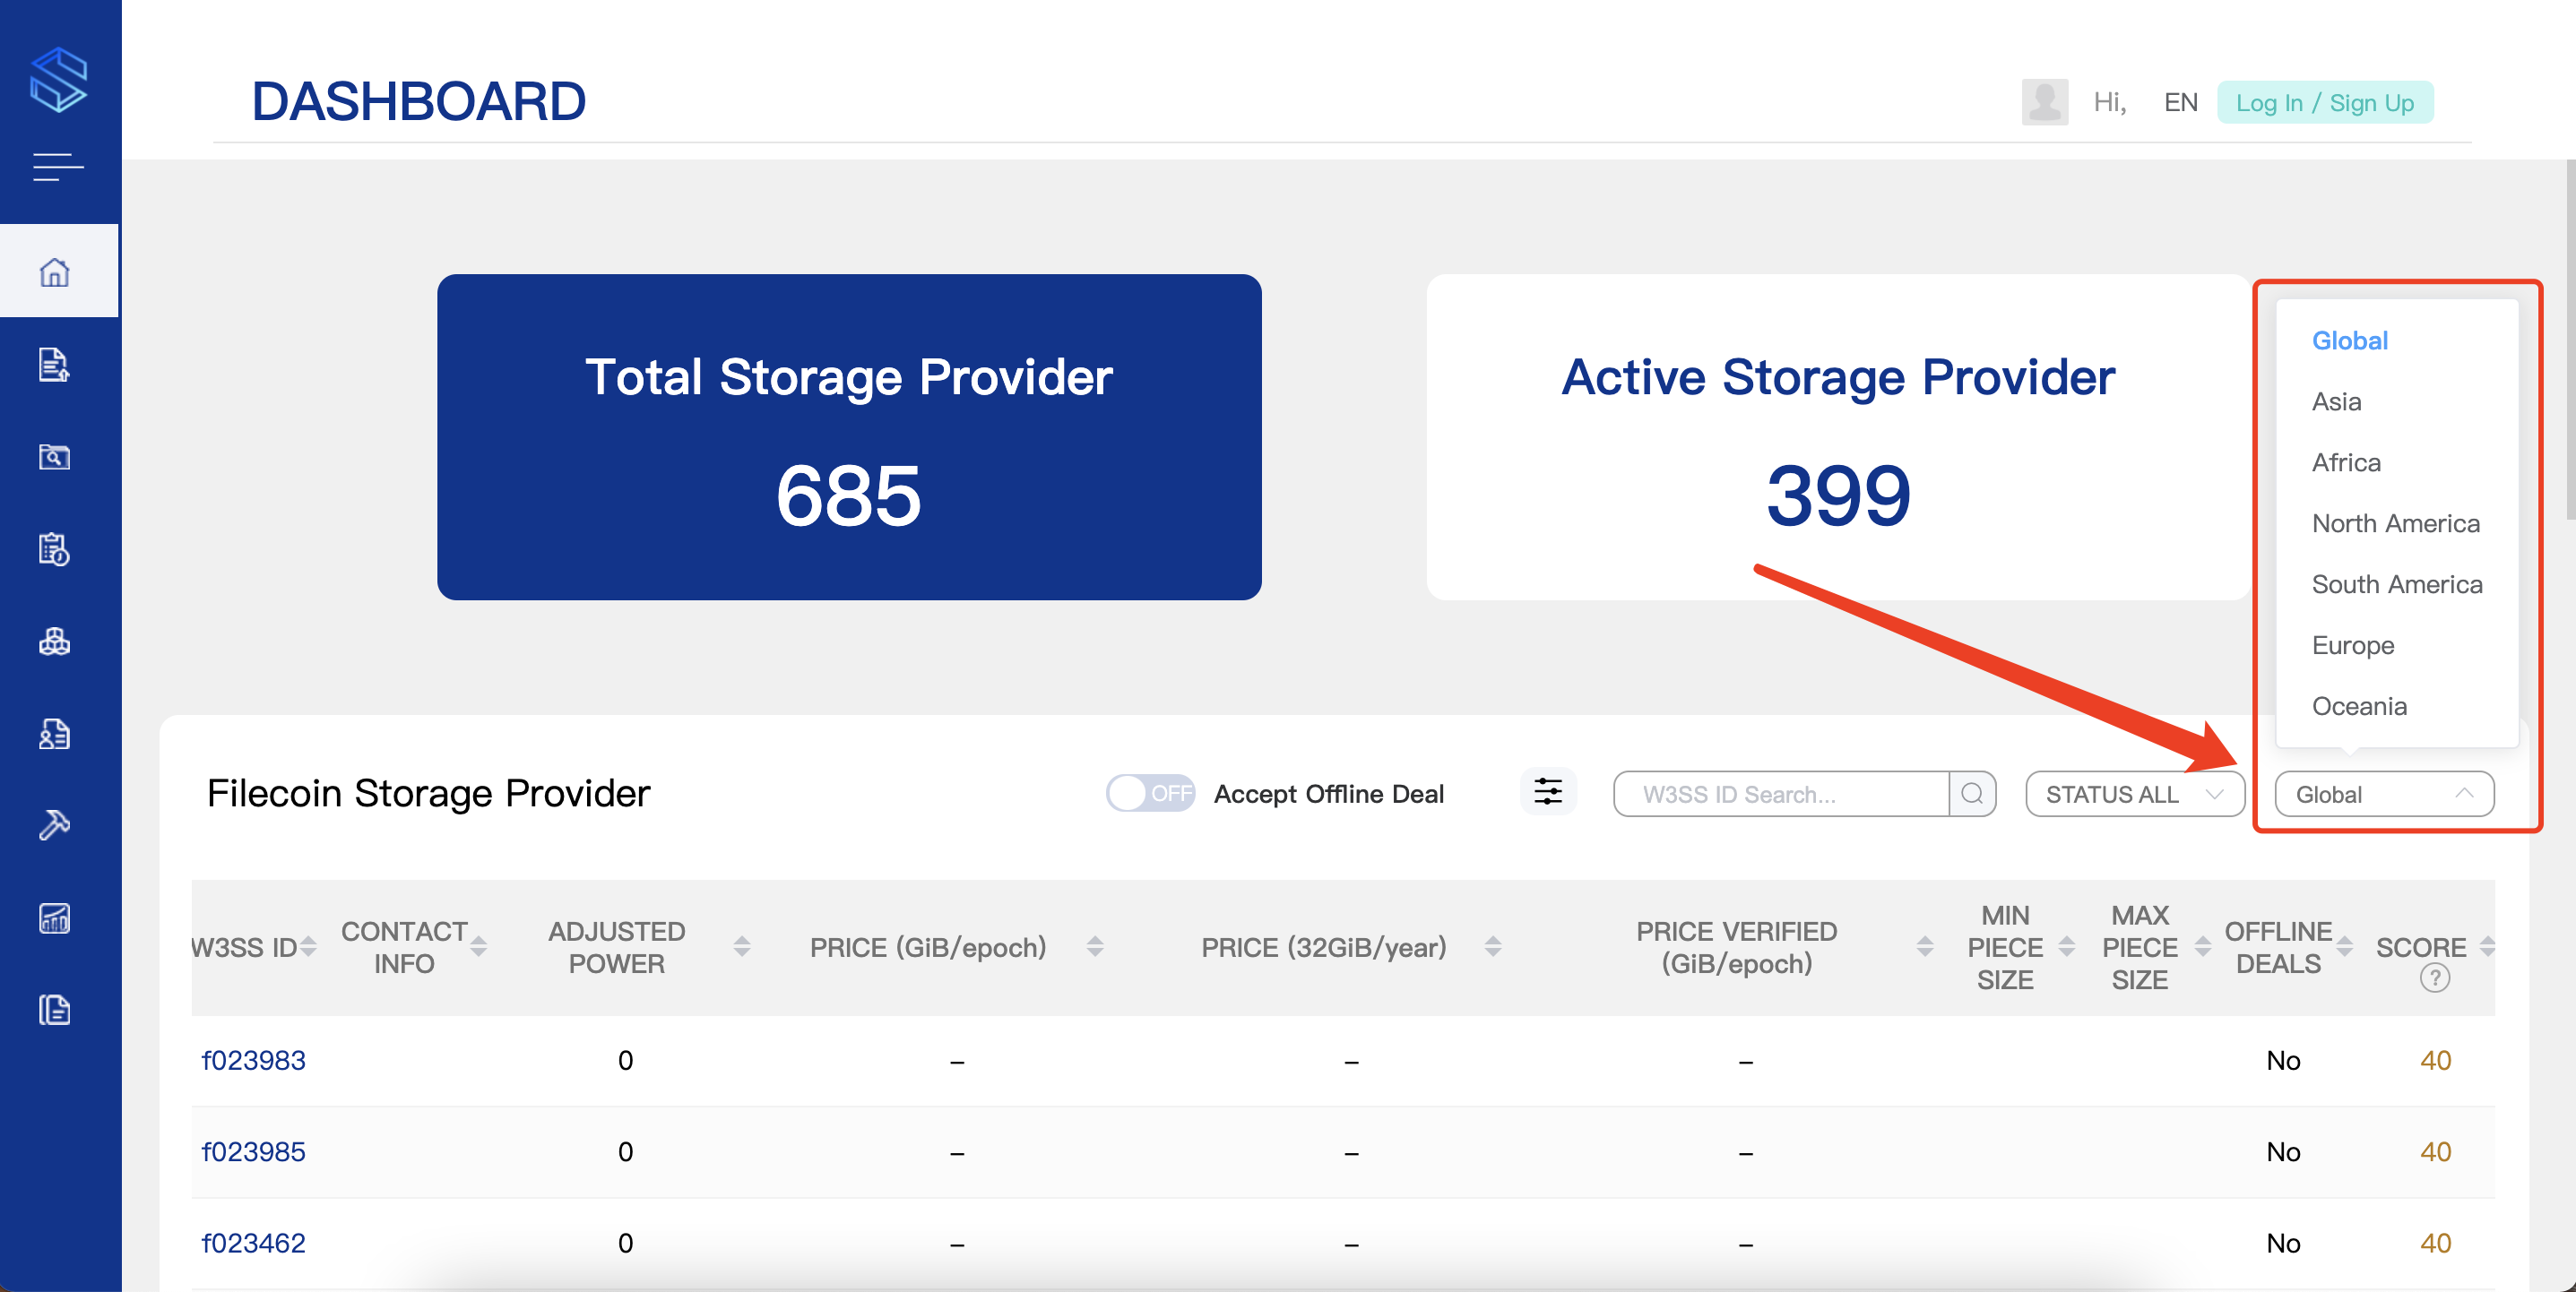 DASHBOARD
Hi,
EN
Log In / Sign Up
Total Storage Provider
685
Active Storage Provider
399
Global
Asia
Africa
North America
South America
Europe
Oceania
Filecoin Storage Provider
OFF
Accept Offline Deal
W3SS ID Search...
STATUS ALL
Global
W3SS ID
CONTACT
INFO
ADJUSTED
POWER
PRICE (GiB/epoch)
PRICE (32GiB/year)
PRICE VERIFIED
(GiB/epoch)
MIN
PIECE
SIZE
MAX
PIECE
SIZE
OFFLINE
DEALS
SCORE
?
f023983 0 – – – No 40
f023985 0 – – – No 40
f023462 0 – – – No 40